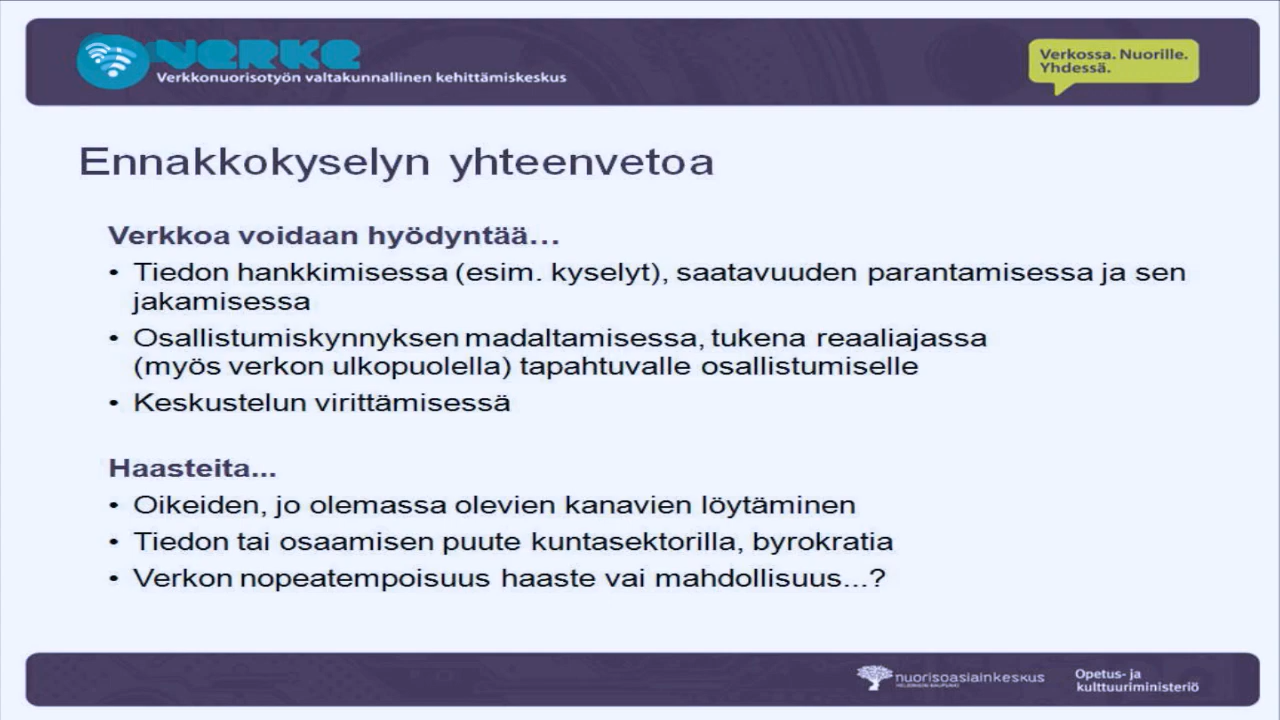 verke
Verkkonuorisotyön valtakunnallinen kehittämiskeskus
Verkossa. Nuorille.
Yhdessä.
Ennakkokyselyn yhteenvetoa
Verkkoa voidaan hyödyntää…
• Tiedon hankkimisessa (esim. kyselyt), saatavuuden parantamisessa ja sen
jakamisessa
• Osallistumiskynnyksen madaltamisessa, tukena reaaliajassa
(myös verkon ulkopuolella) tapahtuvalle osallistumiselle
• Keskustelun virittämisessä
Haasteita...
• Oikeiden, jo olemassa olevien kanavien löytäminen
• Tiedon tai osaamisen puute kuntasektorilla, byrokratia
• Verkon nopeatempoisuus haaste vai mahdollisuus...?
nuorisoasiainkeskus
HELSINGIN KAUPUNKI
Opetus- ja
kulttuuriministeriö